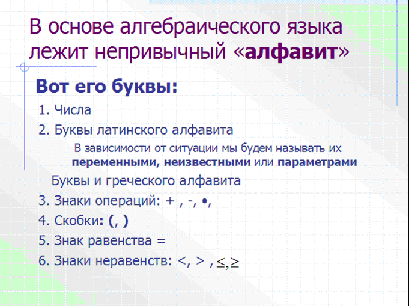 В основе алгебраического языка
лежит непривычный «алфавит»
Вот его буквы:
1. Числа
2. Буквы латинского алфавита
В зависимости от ситуации мы будем называть их
переменными, неизвестными или параметрами
Буквы и греческого алфавита
3. Знаки операций: + , -, •,
4. Скобки: (, )
5. Знак равенства =
6. Знаки неравенств: <, > , ≤,≥